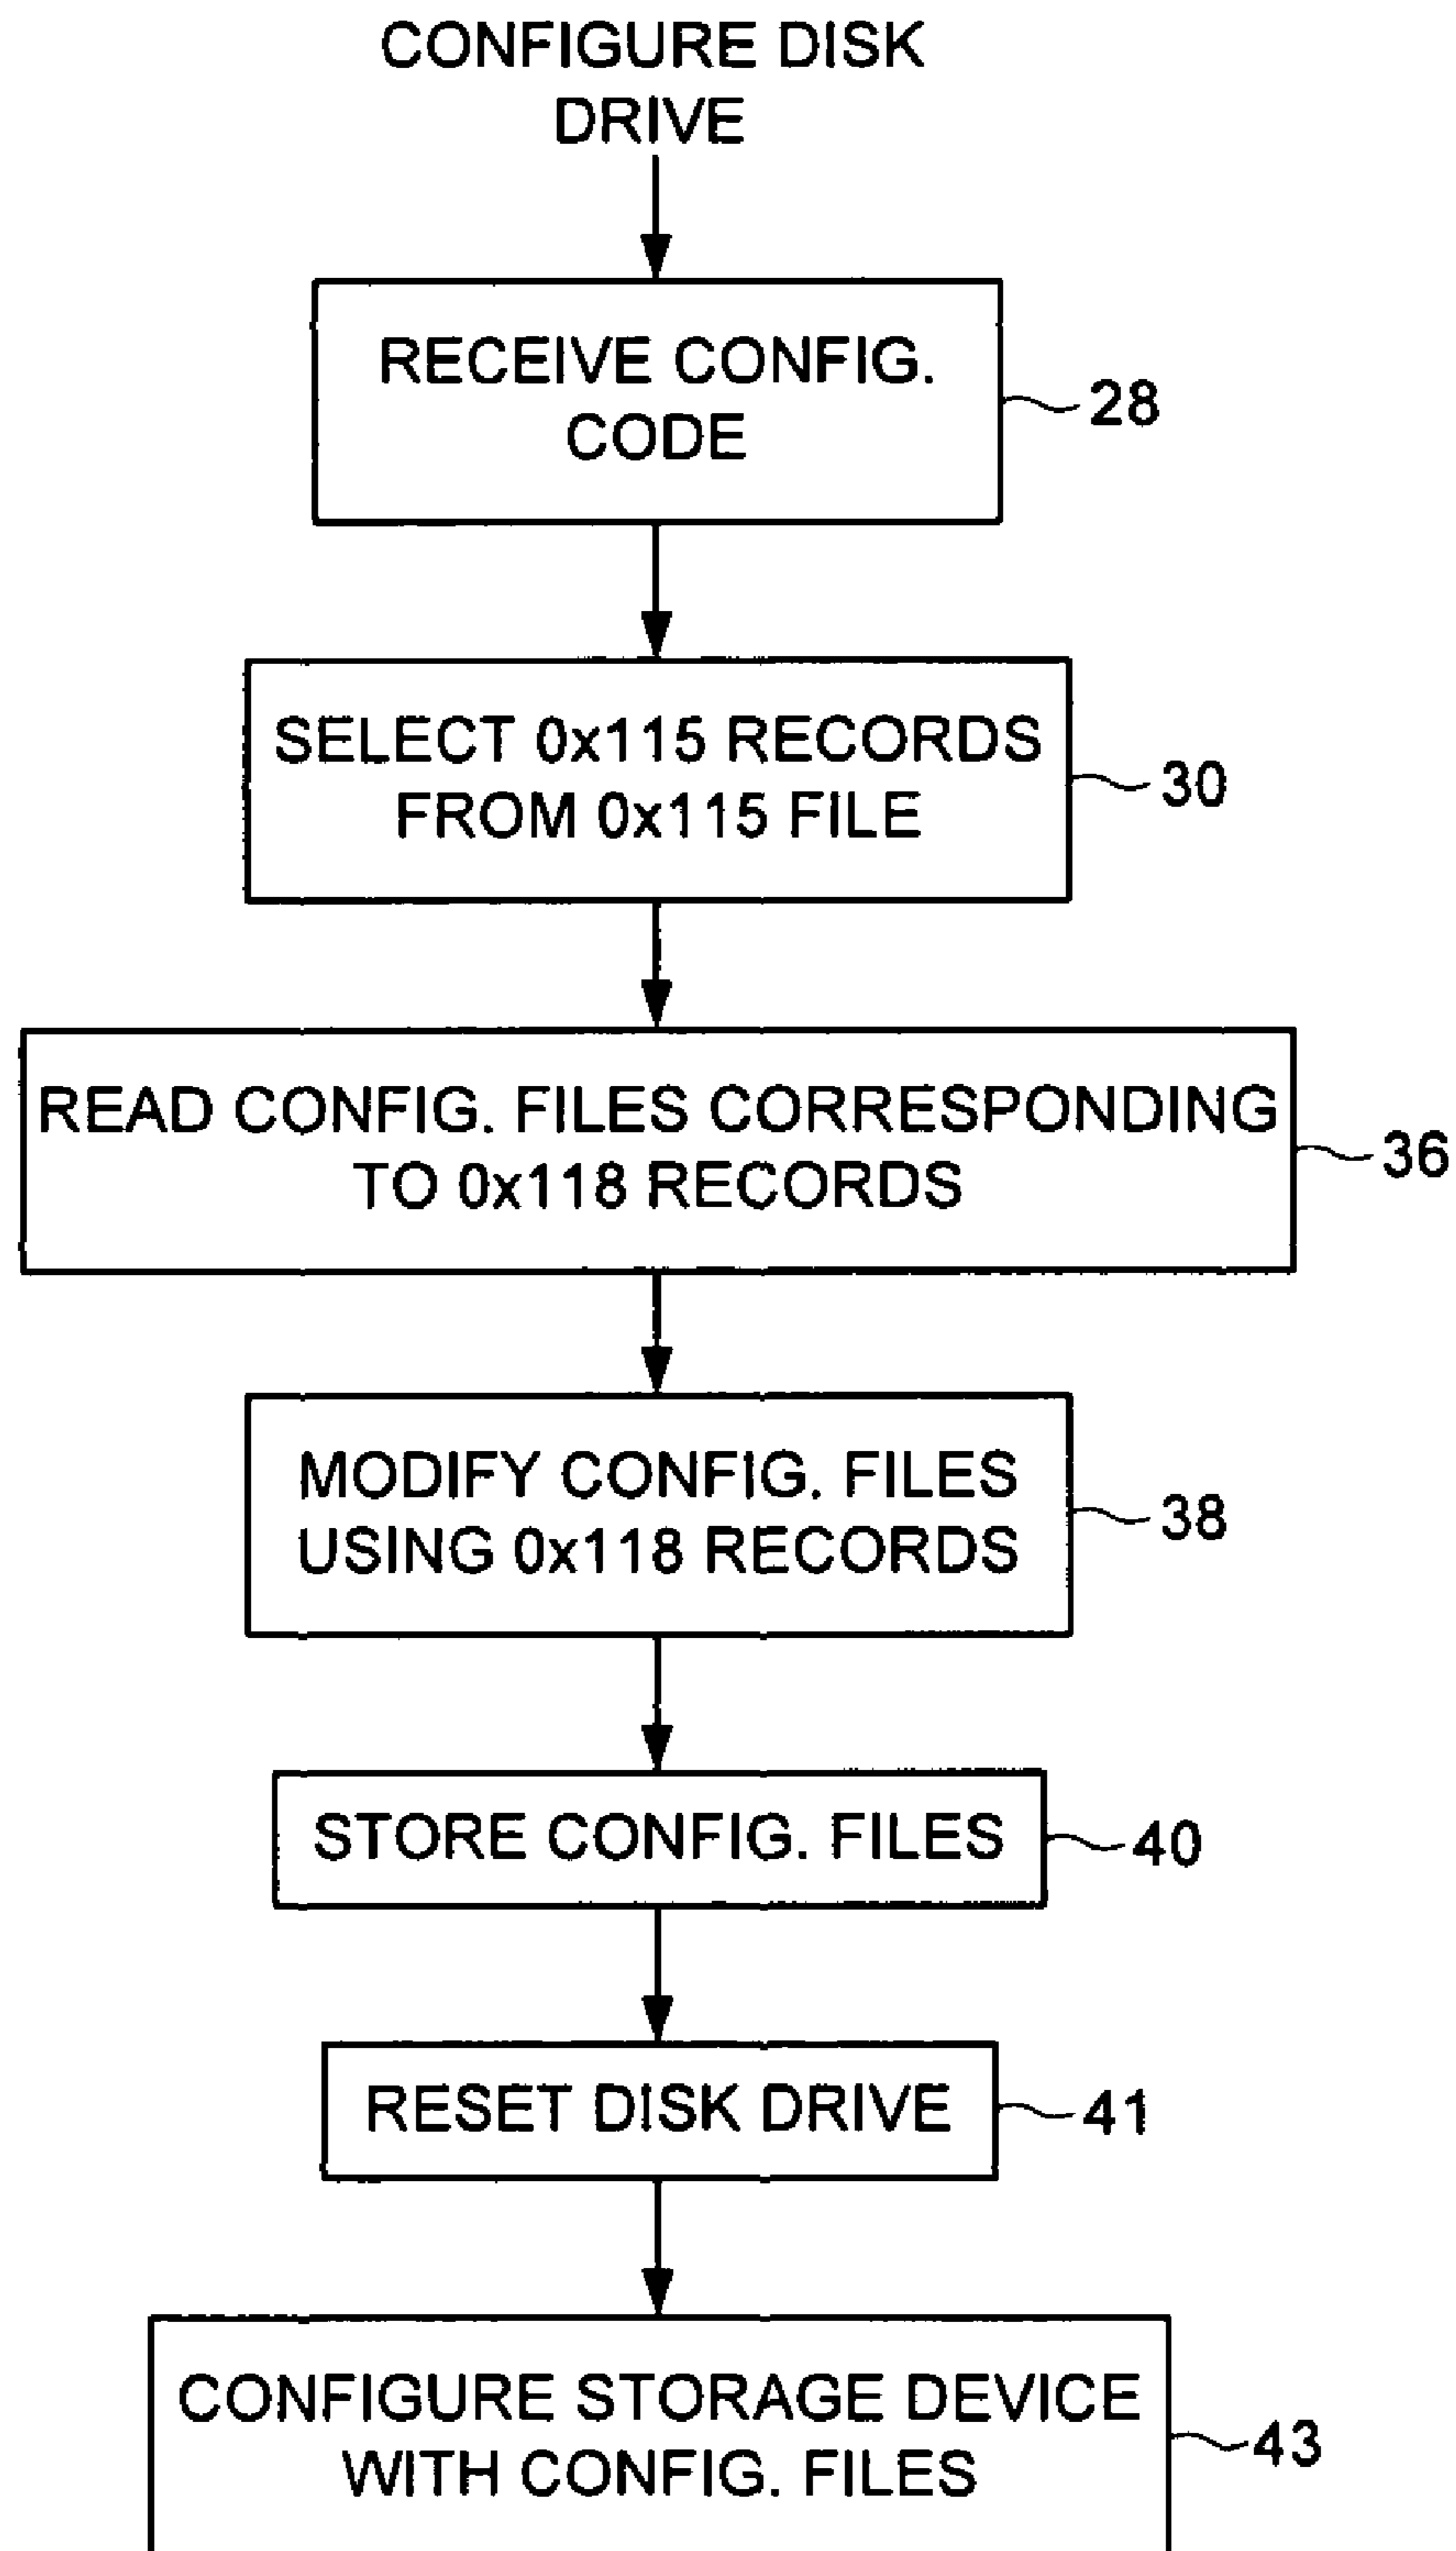 CONFIGURE DISK
DRIVE
RECEIVE CONFIG.
CODE
28
SELECT 0x115 RECORDS
FROM 0x115 FILE
30
READ CONFIG. FILES CORRESPONDING
TO 0x118 RECORDS
36
MODIFY CONFIG. FILES
USING 0x118 RECORDS
38
STORE CONFIG. FILES
40
RESET DISK DRIVE
41
CONFIGURE STORAGE DEVICE
WITH CONFIG. FILES
43